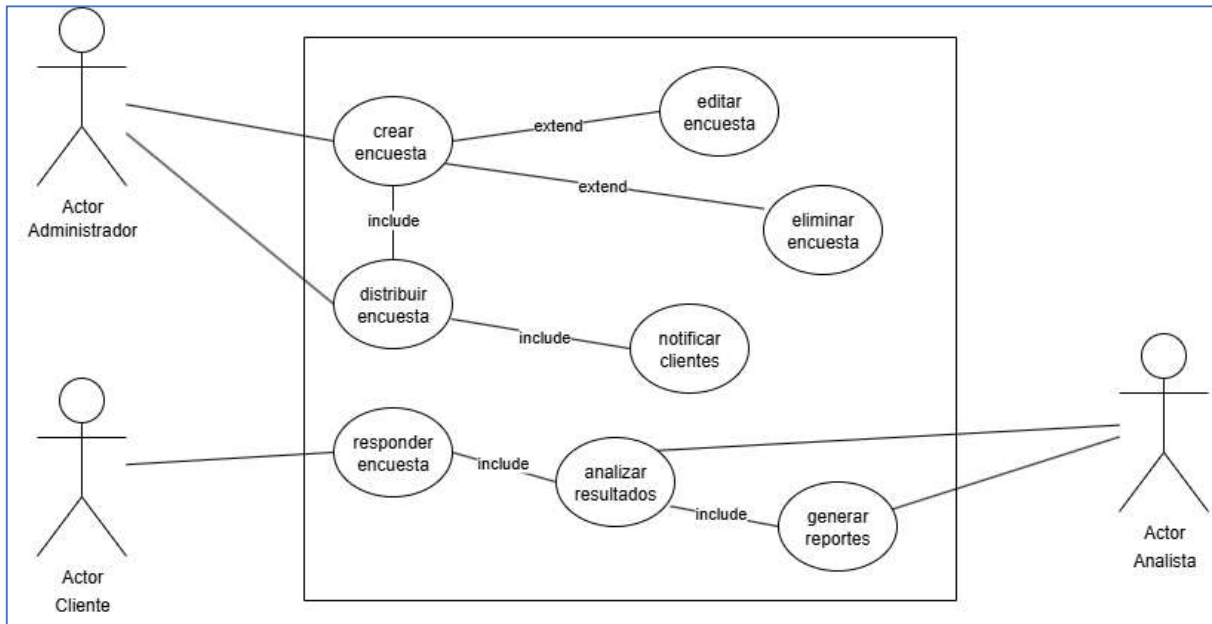 Actor
Administrador
crear
encuesta
extend
editar
encuesta
extend
eliminar
encuesta
include
distribuir
encuesta
include
notificar
clientes
Actor
Cliente
responder
encuesta
include
analizar
resultados
include
generar
reportes
Actor
Analista